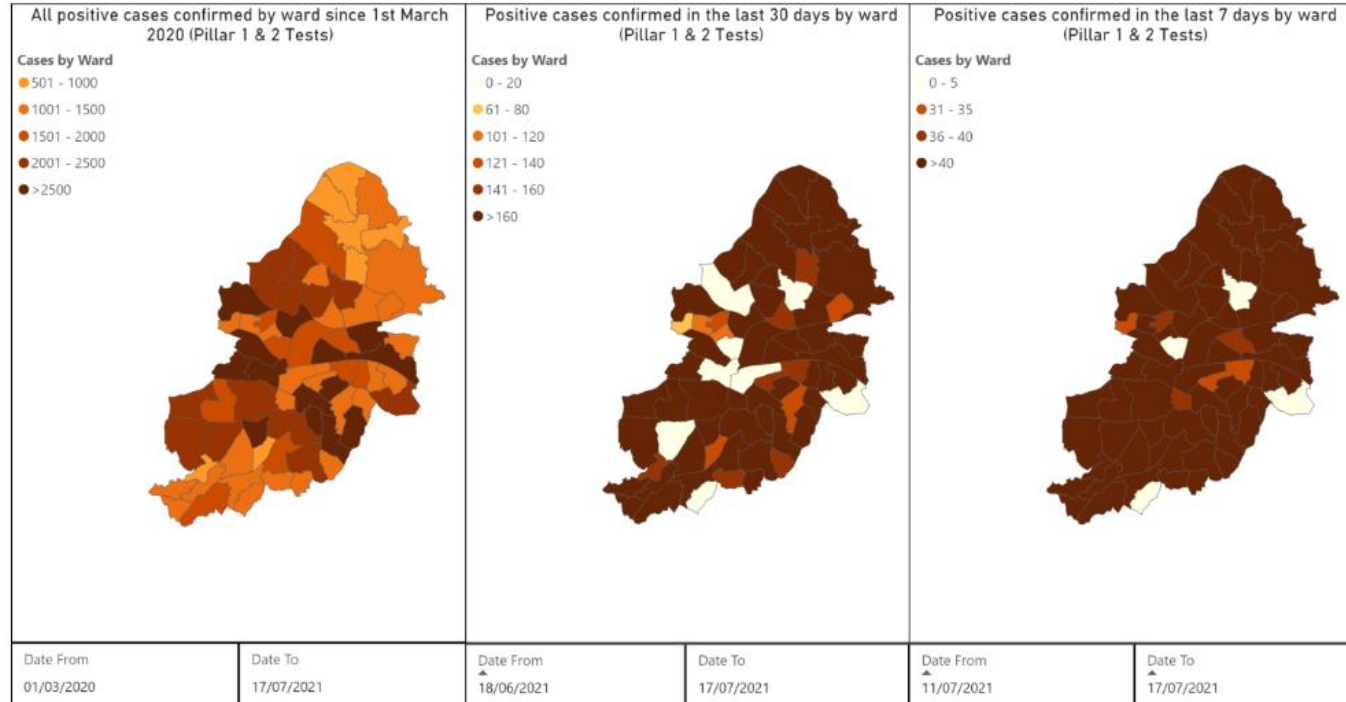 All positive cases confirmed by ward since 1st March
2020 (Pillar 1 & 2 Tests)
Cases by Ward
501 - 1000
1001 - 1500
1501 - 2000
2001 - 2500
>2500
Date From
01/03/2020
Date To
17/07/2021
Positive cases confirmed in the last 30 days by ward
(Pillar 1 & 2 Tests)
Cases by Ward
0 - 20
61 - 80
101 - 120
121 - 140
141 - 160
>160
Date From
18/06/2021
Date To
17/07/2021
Positive cases confirmed in the last 7 days by ward
(Pillar 1 & 2 Tests)
Cases by Ward
0 - 5
31 - 35
36 - 40
>40
Date From
11/07/2021
Date To
17/07/2021